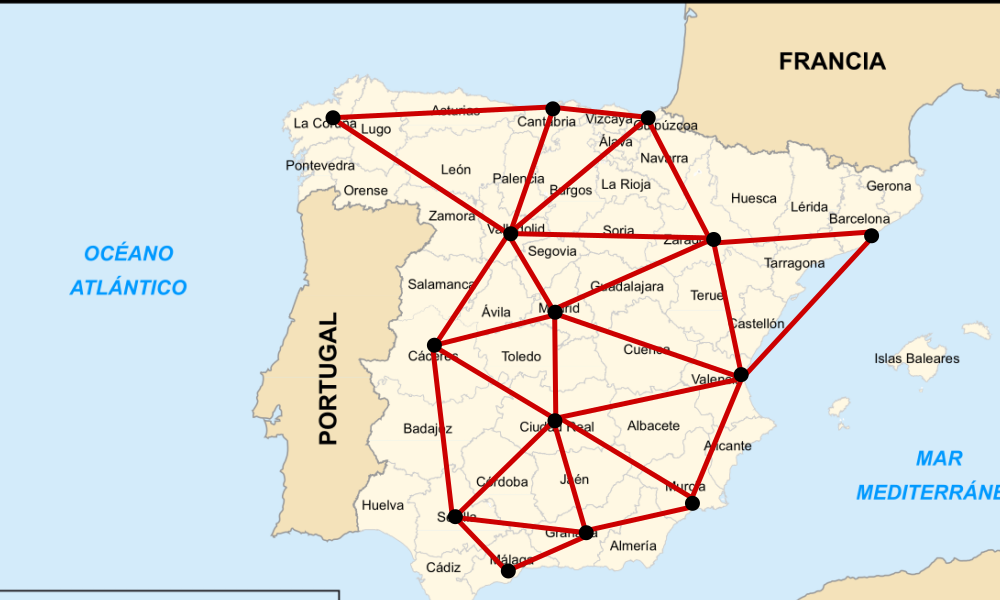 FRANCIA
Asturias
Cantabria
Vizcaya
Guipúzcoa
La Coruña
Lugo
Álava
Navarra
Pontevedra
León
Palencia
Burgos
La Rioja
Orense
Huesca
Lérida
Gerona
Zamora
Valladolid
Soria
Zaragoza
Barcelona
OCÉANO
ATLÁNTICO
Segovia
Tarragona
Salamanca
Guadalajara
Teruel
Ávila
Madrid
Castellón
PORTUGAL
Cáceres
Toledo
Cuenca
Valencia
Islas Baleares
Badajoz
Ciudad Real
Albacete
Alicante
MAR
MEDITERRÁNE
Córdoba
Jaén
Murcia
Huelva
Sevilla
Granada
Almería
Cádiz
Málaga